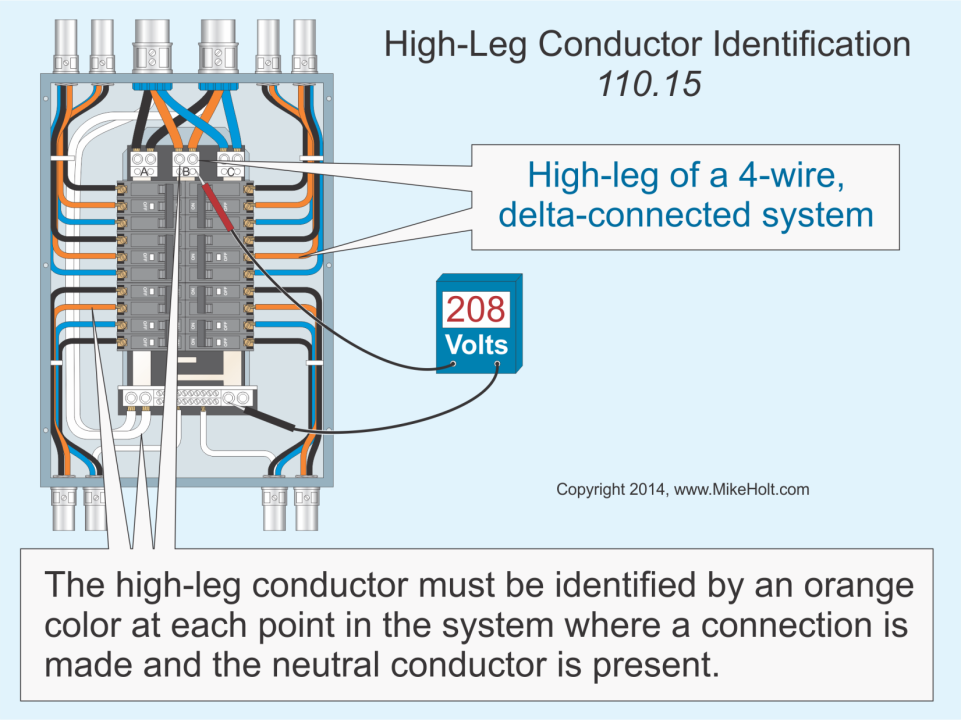 High-Leg Conductor Identification
110.15
A B C
High-leg of a 4-wire,
delta-connected system
208
Volts
Copyright 2014, www.MikeHolt.com
The high-leg conductor must be identified by an orange
color at each point in the system where a connection is
made and the neutral conductor is present.